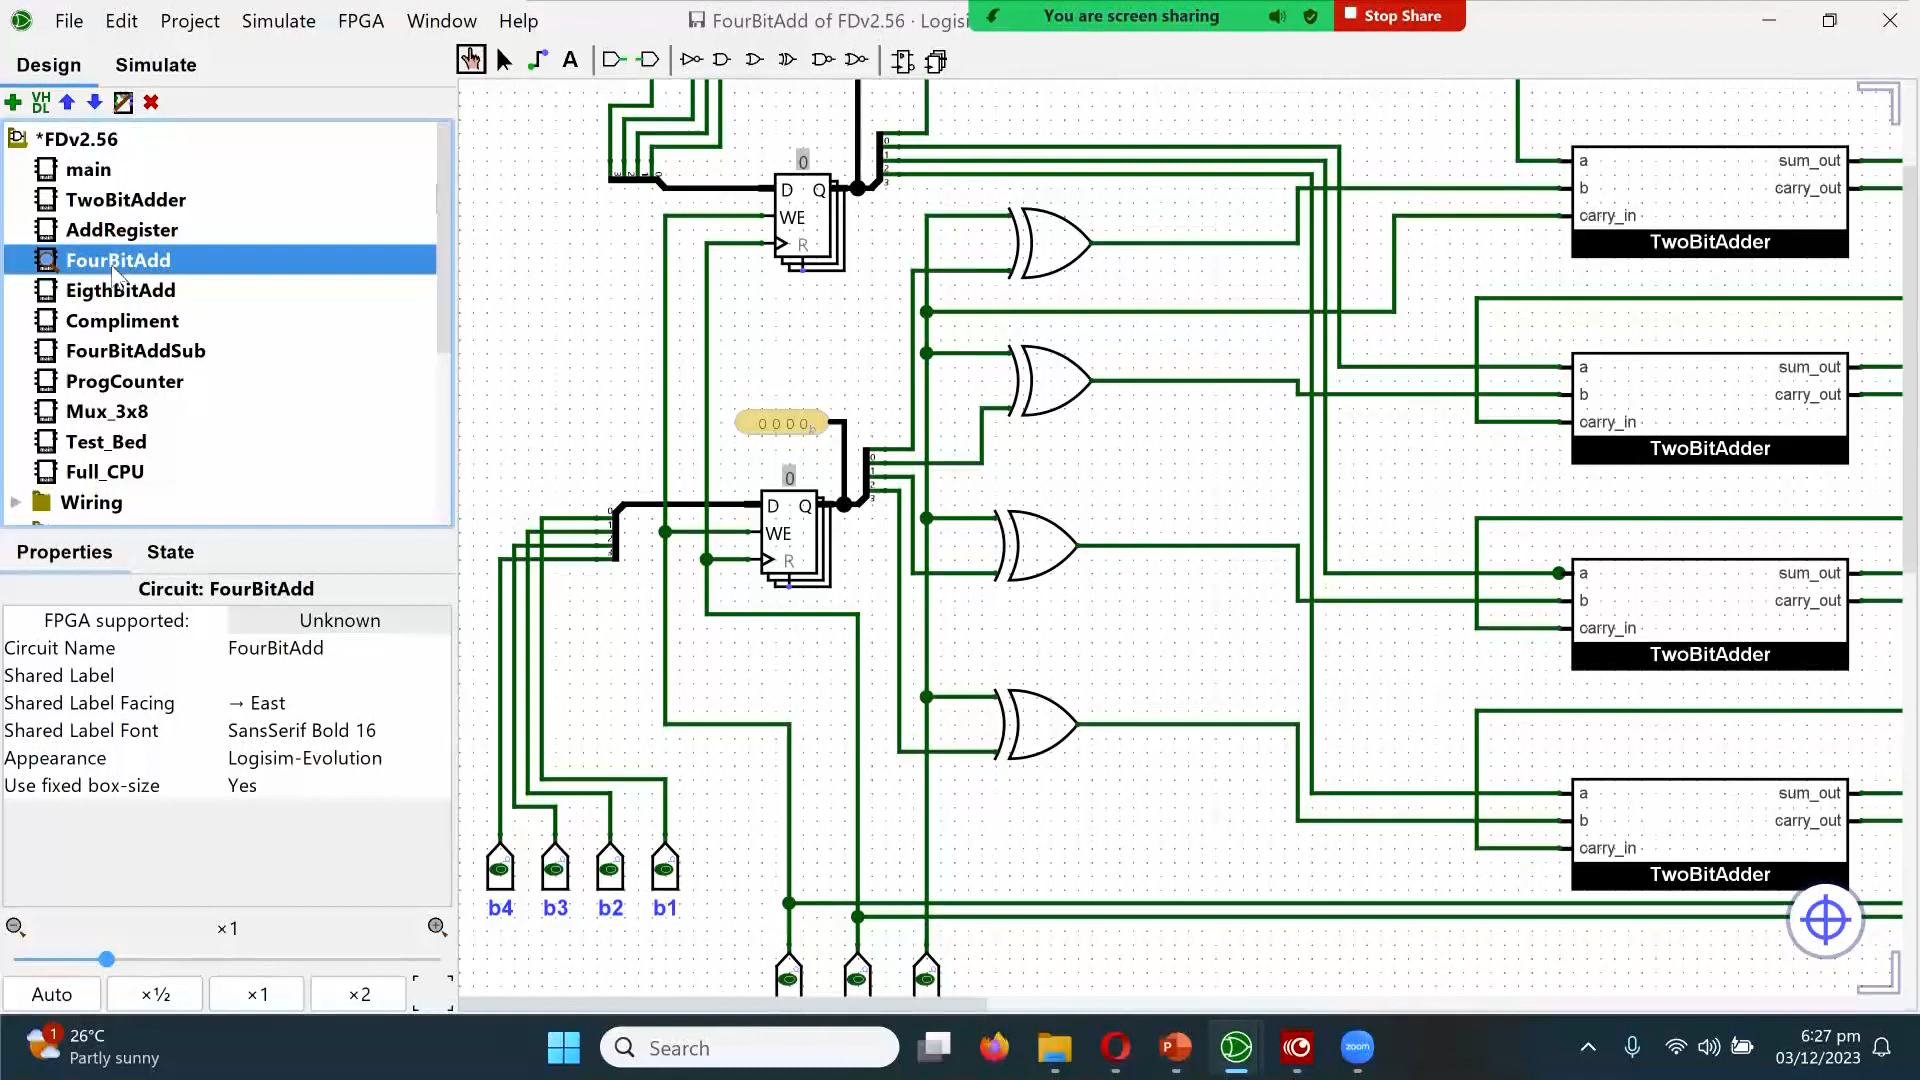 File Edit Project Simulate FPGA Window Help
FourBitAdd of FDv2.56 · Logisi
You are screen sharing
Stop Share
Design Simulate
A
VH
DL
*FDv2.56
main
TwoBitAdder
AddRegister
FourBitAdd
EigthBitAdd
Compliment
FourBitAddSub
ProgCounter
Mux_3x8
Test_Bed
Full_CPU
Wiring
Properties State
Circuit: FourBitAdd
FPGA supported: Unknown
Circuit Name FourBitAdd
Shared Label
Shared Label Facing → East
Shared Label Font SansSerif Bold 16
Appearance Logisim-Evolution
Use fixed box-size Yes
×1
Auto ×½ ×1 ×2
0
D Q
WE
R
0 0 0 0 b
0
D Q
WE
R
b4 b3 b2 b1
a sum_out
b carry_out
carry_in
TwoBitAdder
a sum_out
b carry_out
carry_in
TwoBitAdder
a sum_out
b carry_out
carry_in
TwoBitAdder
a sum_out
b carry_out
carry_in
TwoBitAdder
1
26°C
Partly sunny
Search
P
zoom
6:27 pm
03/12/2023